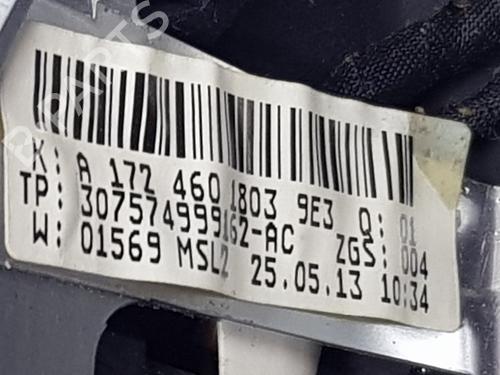 K: A 172 460 1803 9E3 Q: 01
TP: 307574999162-AC ZGS: 004
W: 01569 MSL2 25.05.13 10:34